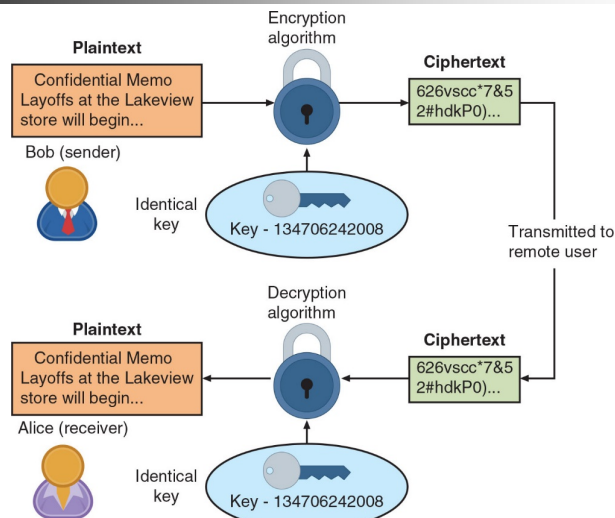 Encryption
algorithm
Plaintext
Confidential Memo
Layoffs at the Lakeview
store will begin...
Ciphertext
626vscc*7&5
2#hdkP0)...
Bob (sender)
Identical
key
Key - 134706242008
Transmitted to
remote user
Decryption
algorithm
Plaintext
Confidential Memo
Layoffs at the Lakeview
store will begin...
Ciphertext
626vscc*7&5
2#hdkP0)...
Alice (receiver)
Identical
key
Key - 134706242008